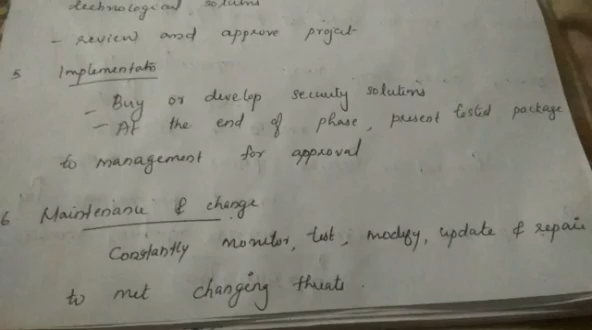 technological solutions
- review and approve project
5 Implementato
- Buy or develop security solutions
- At the end of phase, present tested package
to management for approval
6 Maintenance & change
Constantly monitor, test, modify, update & repair
to met changing threats.